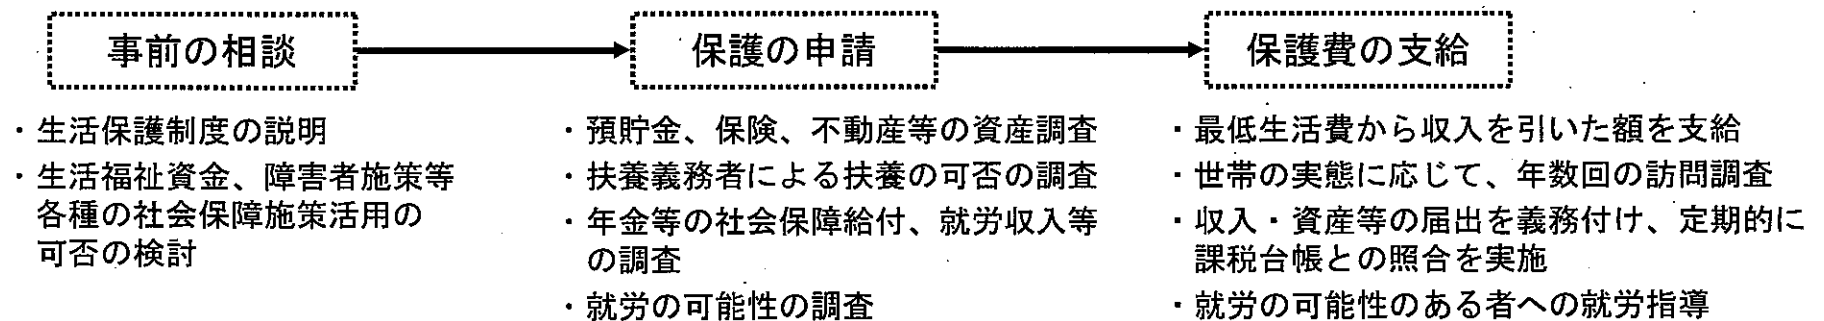 事前の相談
・生活保護制度の説明
・生活福祉資金、障害者施策等
各種の社会保障施策活用の
可否の検討
保護の申請
・預貯金、保険、不動産等の資産調査
・扶養義務者による扶養の可否の調査
・年金等の社会保障給付、就労収入等
の調査
・就労の可能性の調査
保護費の支給
・最低生活費から収入を引いた額を支給
・世帯の実態に応じて、年数回の訪問調査
・収入・資産等の届出を義務付け、定期的に
課税台帳との照合を実施
・就労の可能性のある者への就労指導